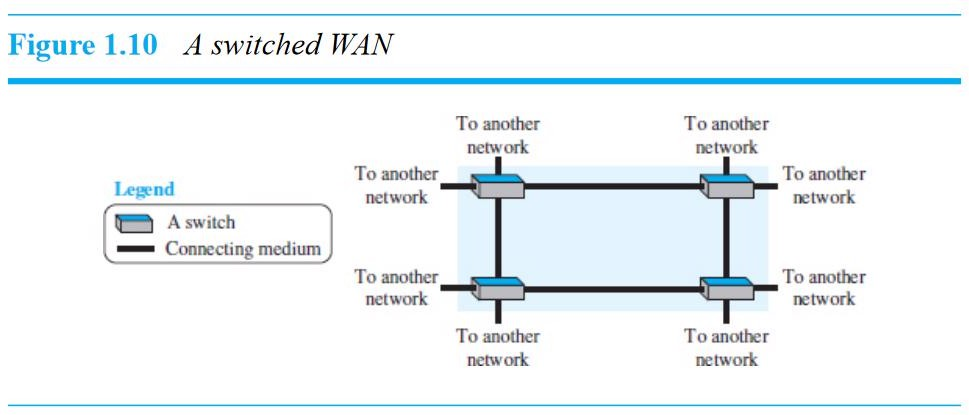 Figure 1.10 A switched WAN
To another
network
To another
network
To another
network
To another
network
Legend
A switch
Connecting medium
To another
network
To another
network
To another
network
To another
network